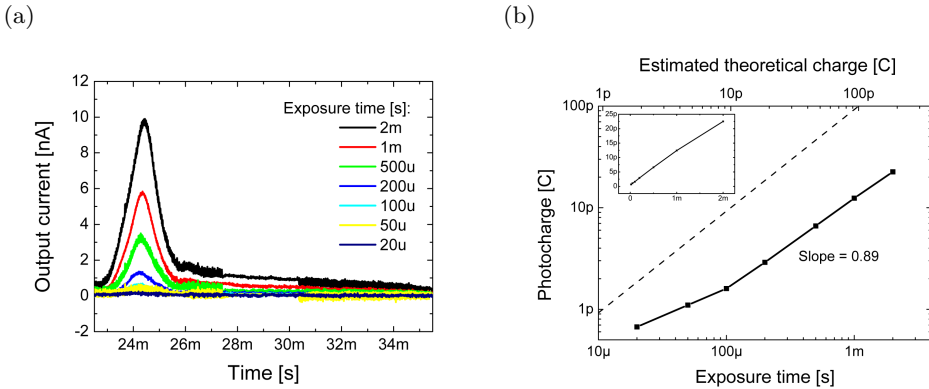 (a)
12
10
8
6
4
2
0
-2
Output current [nA]
24m 26m 28m 30m 32m 34m
Time [s]
Exposure time [s]:
2m
1m
500u
200u
100u
50u
20u
(b)
Estimated theoretical charge [C]
1p 10p 100p
100p
10p
1p
Photocharge [C]
25p
20p
15p
10p
5p
0
0 1m 2m
Slope = 0.89
10µ 100µ 1m
Exposure time [s]